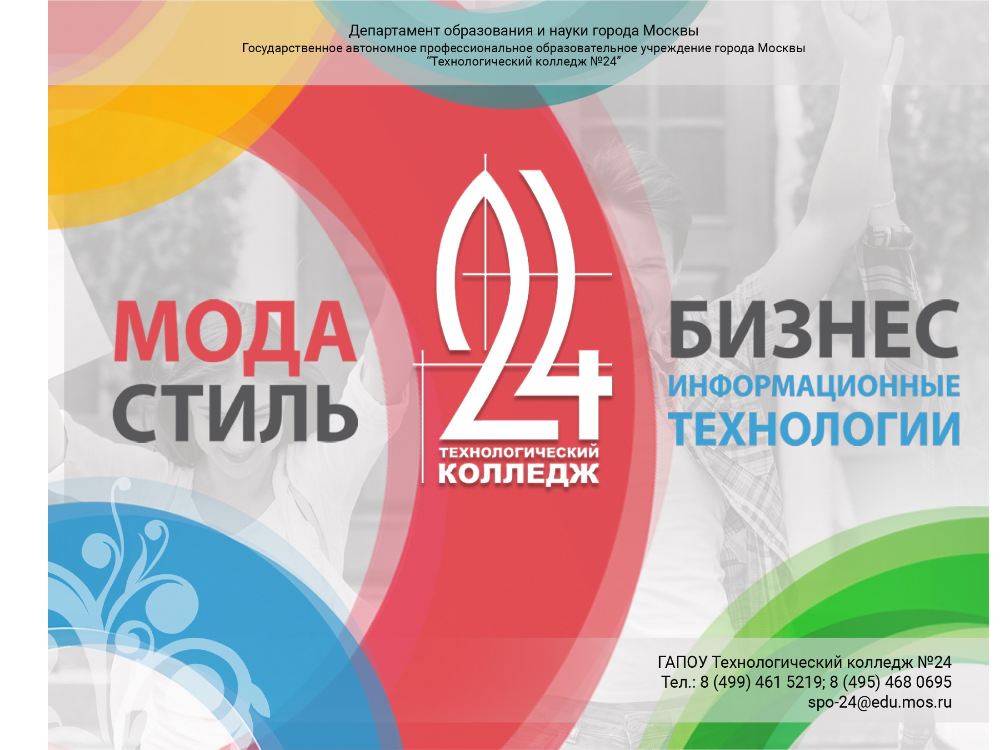 Департамент образования и науки города Москвы
Государственное автономное профессиональное образовательное учреждение города Москвы
“Технологический колледж №24”
МОДА
СТИЛЬ
24
ТЕХНОЛОГИЧЕСКИЙ
КОЛЛЕДЖ
БИЗНЕС
ИНФОРМАЦИОННЫЕ
ТЕХНОЛОГИИ
ГАПОУ Технологический колледж №24
Тел.: 8 (499) 461 5219; 8 (495) 468 0695
spo-24@edu.mos.ru